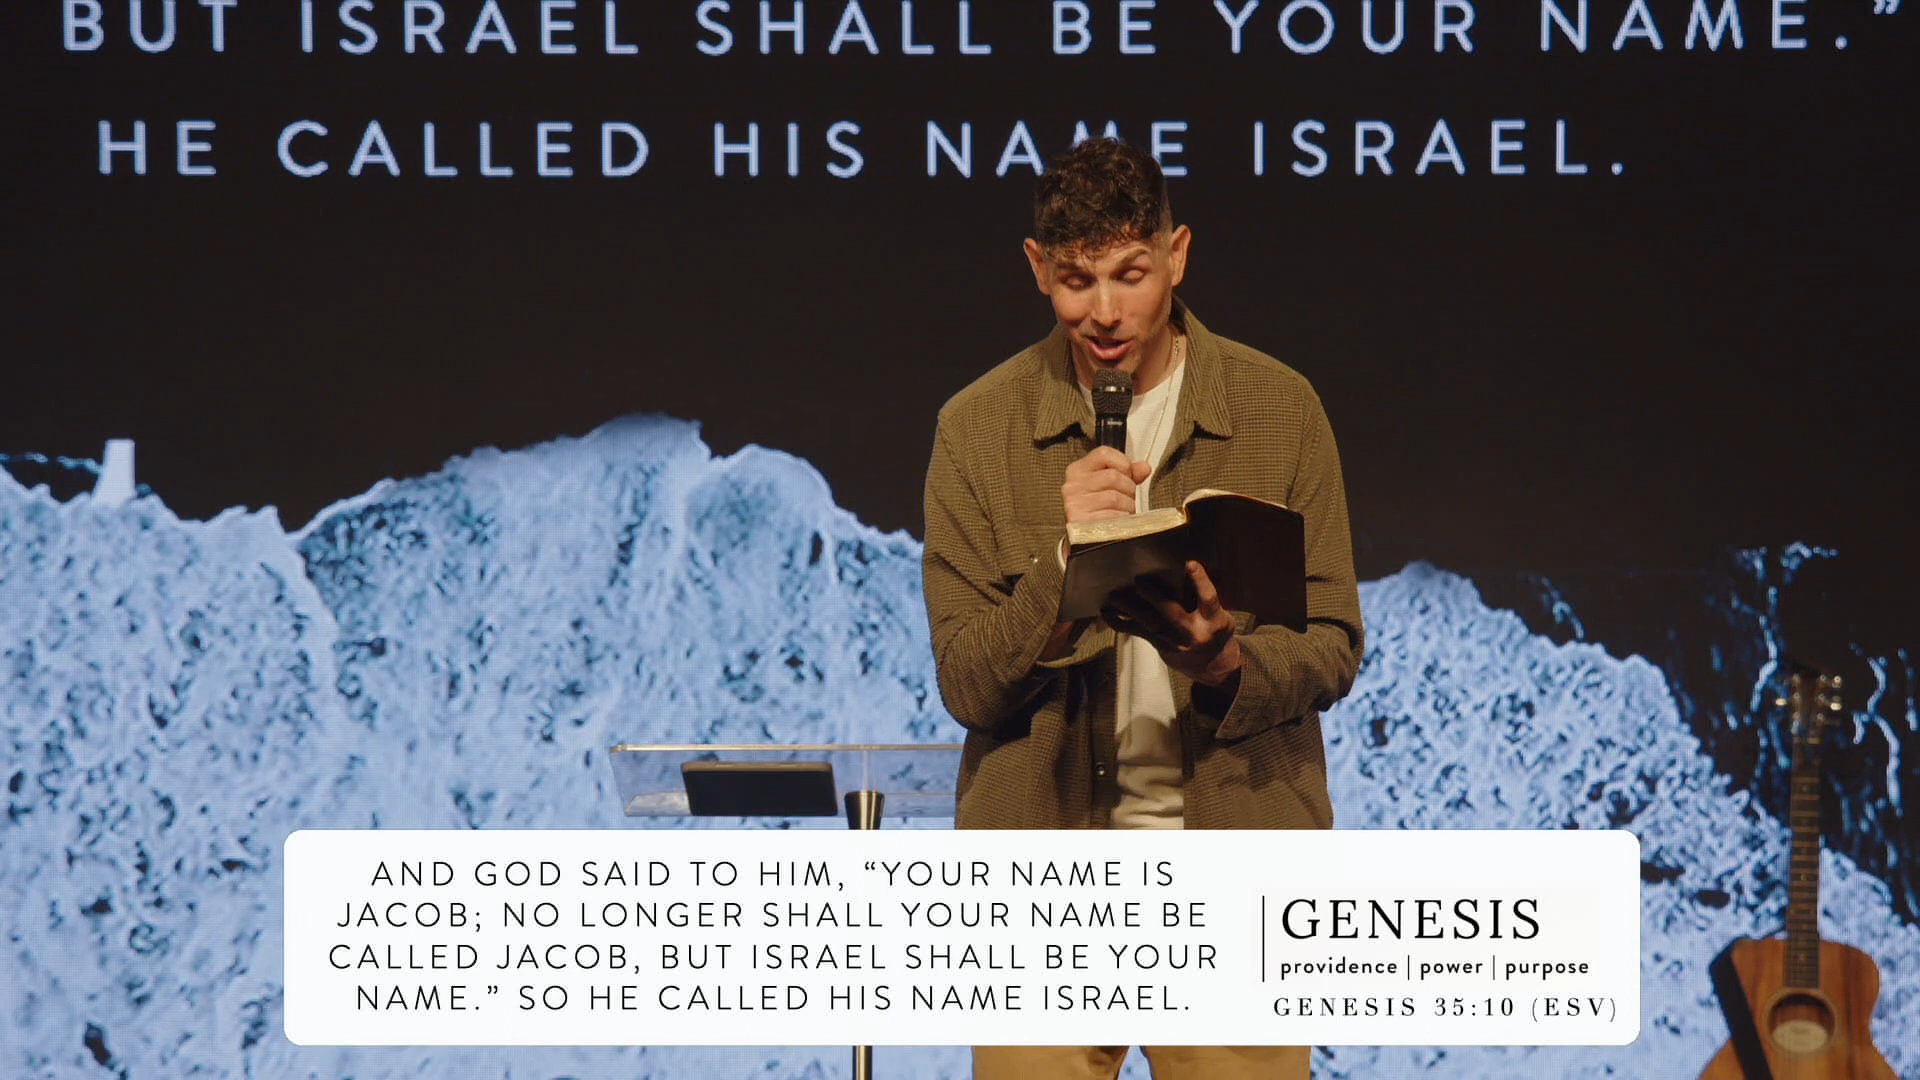 BUT ISRAEL SHALL BE YOUR NAME.”
HE CALLED HIS NAME ISRAEL.
AND GOD SAID TO HIM, “YOUR NAME IS
JACOB; NO LONGER SHALL YOUR NAME BE
CALLED JACOB, BUT ISRAEL SHALL BE YOUR
NAME.” SO HE CALLED HIS NAME ISRAEL.
GENESIS
providence | power | purpose
GENESIS 35:10 (ESV)